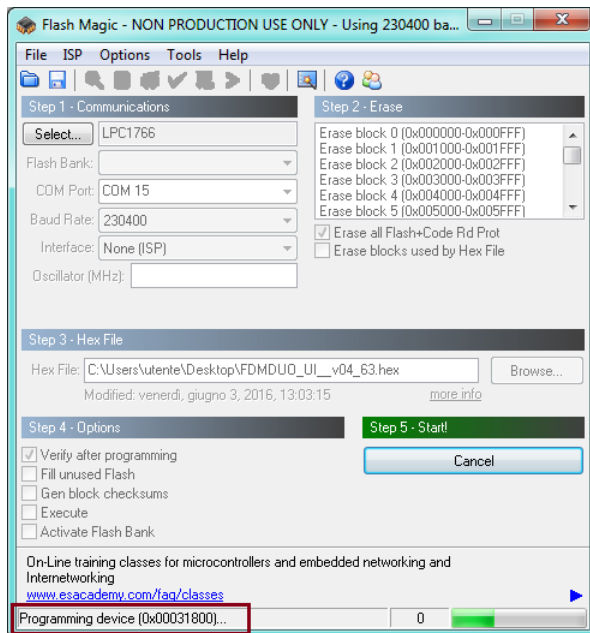 Flash Magic - NON PRODUCTION USE ONLY - Using 230400 ba...
File ISP Options Tools Help
Step 1 - Communications
Select... LPC1766
Flash Bank:
COM Port: COM 15
Baud Rate: 230400
Interface: None (ISP)
Oscillator (MHz):
Step 2 - Erase
Erase block 0 (0x000000-0x000FFF)
Erase block 1 (0x001000-0x001FFF)
Erase block 2 (0x002000-0x002FFF)
Erase block 3 (0x003000-0x003FFF)
Erase block 4 (0x004000-0x004FFF)
Erase block 5 (0x005000-0x005FFF)
Erase all Flash+Code Rd Prot
Erase blocks used by Hex File
Step 3 - Hex File
Hex File: C:\Users\utente\Desktop\FDMDUO_UI__v04_63.hex Browse...
Modified: venerdì, giugno 3, 2016, 13:03:15 more info
Step 4 - Options
Verify after programming
Fill unused Flash
Gen block checksums
Execute
Activate Flash Bank
Step 5 - Start!
Cancel
On-Line training classes for microcontrollers and embedded networking and
Internetworking
www.esacademy.com/faq/classes
Programming device (0x00031800)... 0